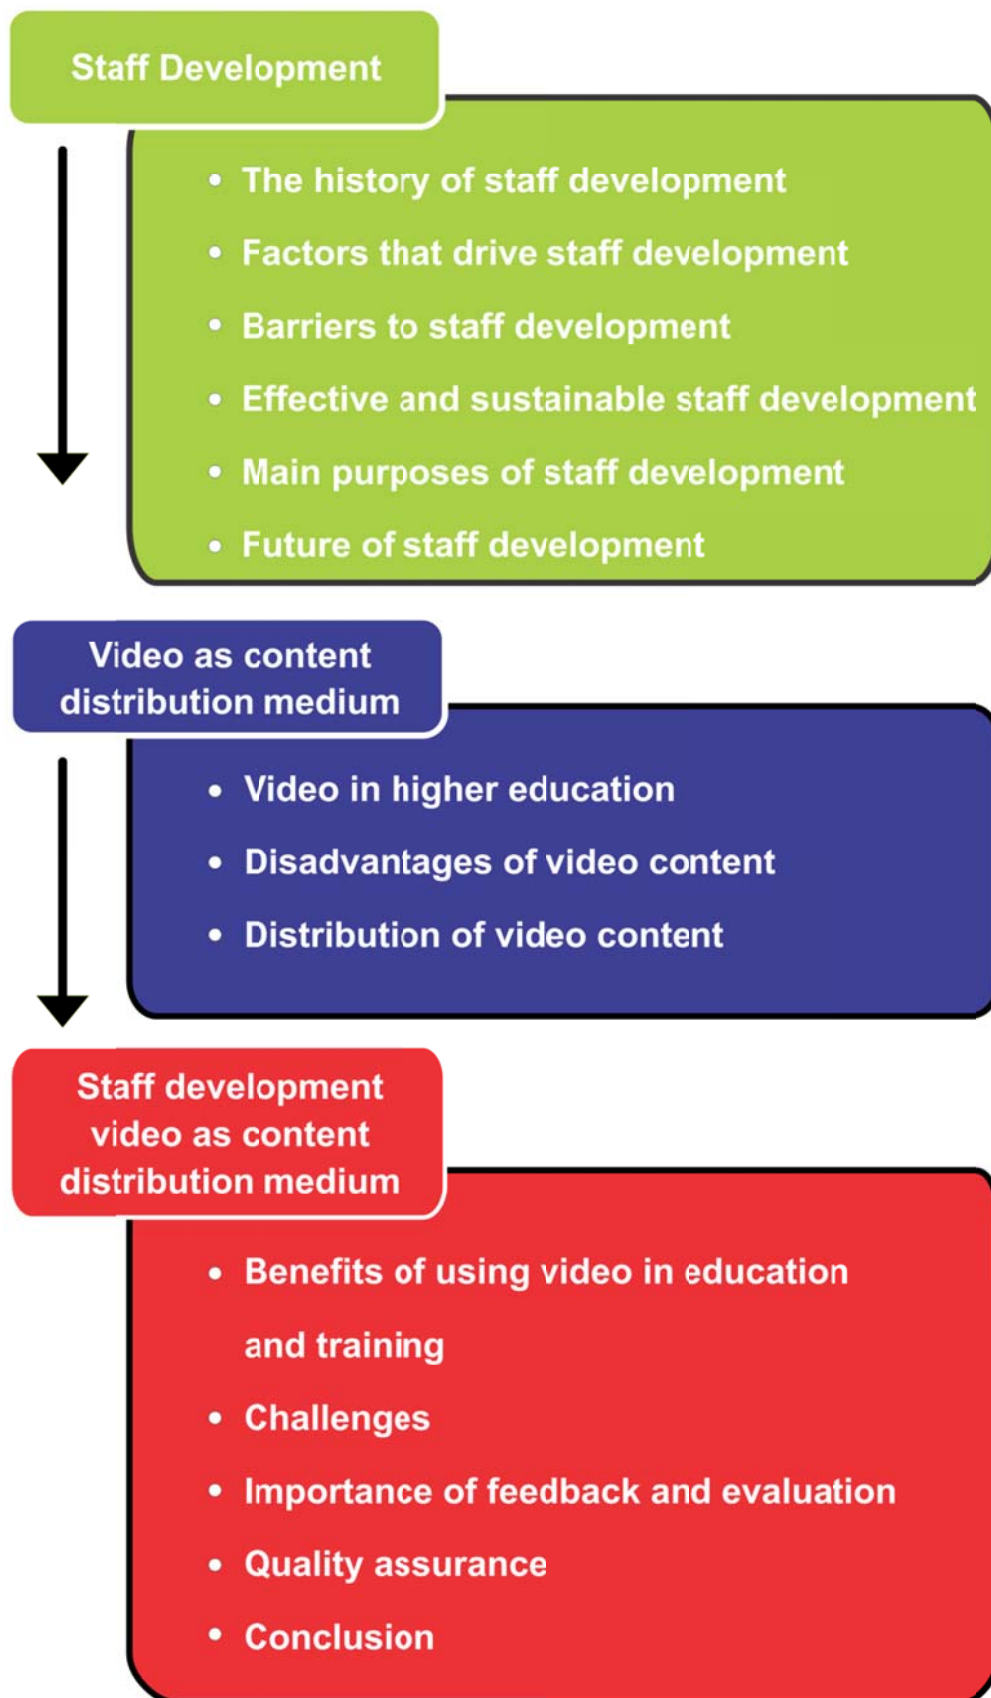 Staff Development
• The history of staff development
• Factors that drive staff development
• Barriers to staff development
• Effective and sustainable staff development
• Main purposes of staff development
• Future of staff development
Video as content
distribution medium
• Video in higher education
• Disadvantages of video content
• Distribution of video content
Staff development
video as content
distribution medium
• Benefits of using video in education
and training
• Challenges
• Importance of feedback and evaluation
• Quality assurance
• Conclusion